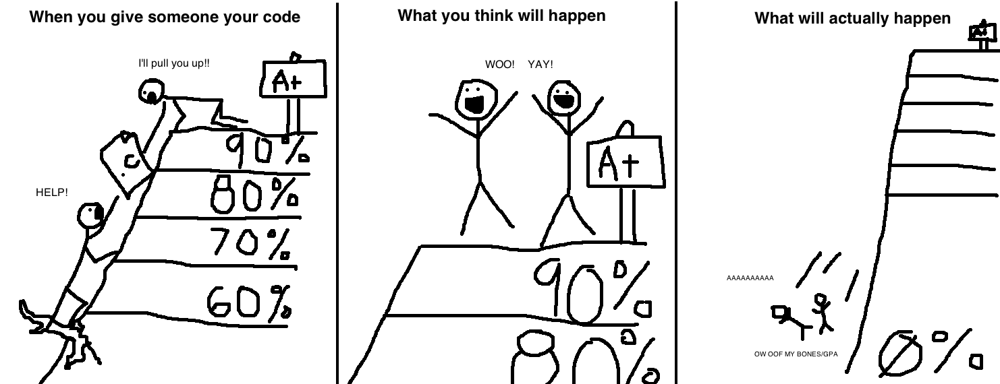 When you give someone your code
I'll pull you up!!
A+
90%
C
80%
HELP!
70%
60%
What you think will happen
WOO! YAY!
A+
90%
80%
What will actually happen
A+
AAAAAAAAAA
OW OOF MY BONES/GPA
0%